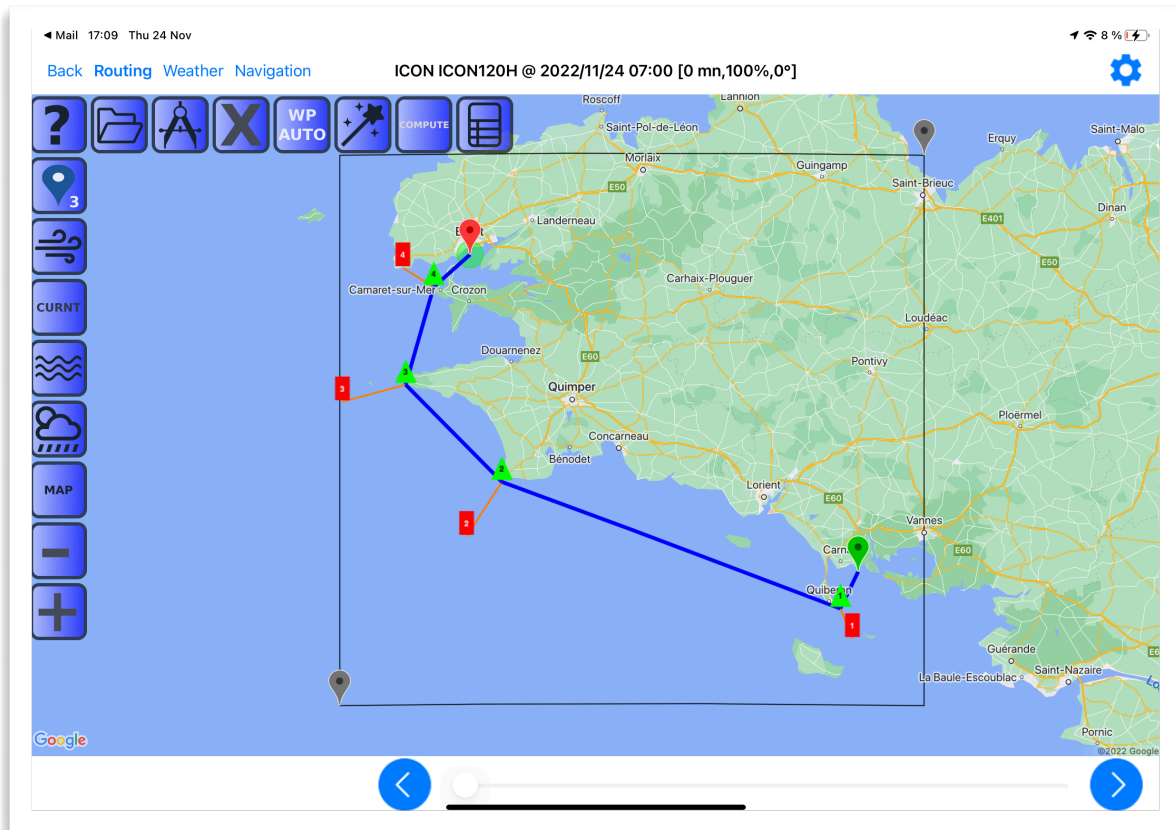 ◀ Mail 17:09 Thu 24 Nov
8 %
Back Routing Weather Navigation
ICON ICON120H @ 2022/11/24 07:00 [0 mn,100%,0°]
?
X
WP
AUTO
COMPUTE
3
CURNT
MAP
Roscoff
Lannion
Saint-Pol-de-Léon
Erquy
Saint-Malo
Morlaix
Guingamp
E50
Saint-Brieuc
Dinan
Landerneau
E401
4
E50
4
Camaret-sur-Mer
Crozon
Carhaix-Plouguer
Loudéac
Douarnenez
E60
Pontivy
3
3
Quimper
Ploërmel
Concarneau
Bénodet
2
Lorient
E60
2
Vannes
Carn
E60
Quiberon
1
1
Guérande
Saint-Nazaire
La Baule-Escoublac
Pornic
Google
©2022 Google